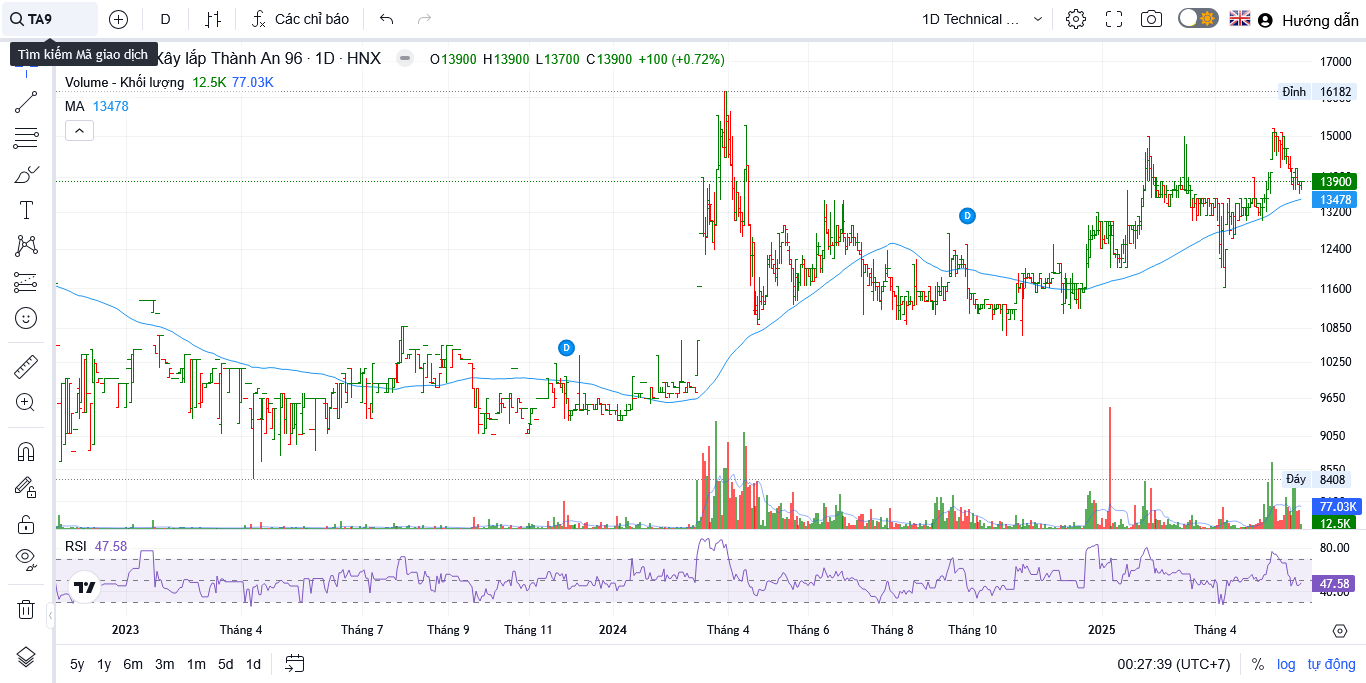 TA9 D Các chỉ báo 1D Technical ... Hướng dẫn
Tìm kiếm Mã giao dịch
Xây lắp Thành An 96 · 1D · HNX O13900 H13900 L13700 C13900 +100 (+0.72%)
Volume - Khối lượng 12.5K 77.03K
MA 13478
17000
Đỉnh 16182
15000
13900
13478
13200
D
12400
11600
10850
D
10250
9650
9050
8550
Đáy 8408
77.03K
12.5K
RSI 47.58
80.00
47.58
40.00
2023 Tháng 4 Tháng 7 Tháng 9 Tháng 11 2024 Tháng 4 Tháng 6 Tháng 8 Tháng 10 2025 Tháng 4
5y 1y 6m 3m 1m 5d 1d 00:27:39 (UTC+7) % log tự động